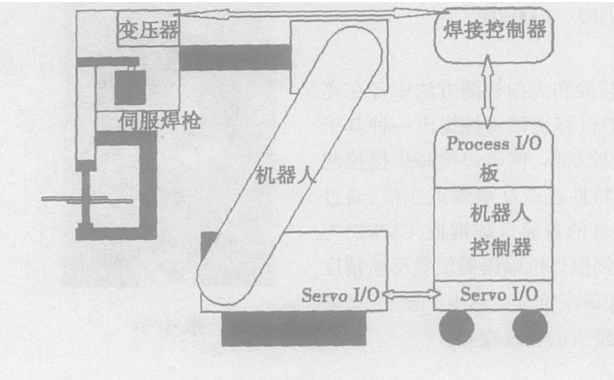 变压器
焊接控制器
伺服焊枪
机器人
Process I/O
板
机器人
控制器
Servo I/O
Servo I/O